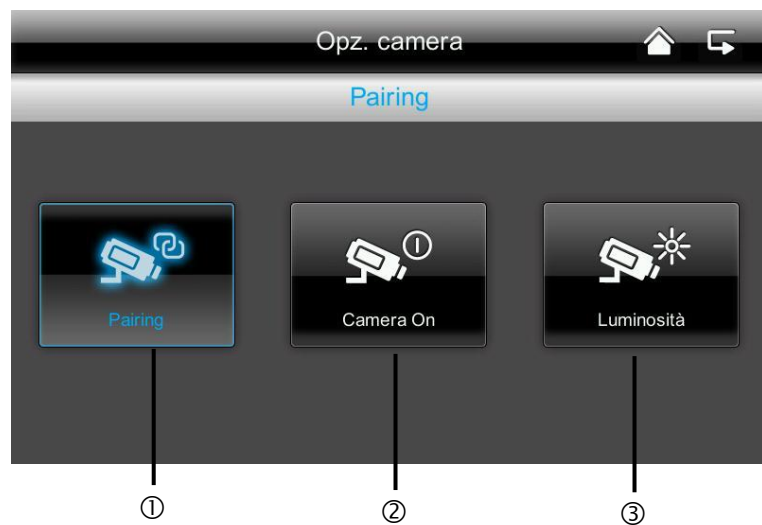 Opz. camera
Pairing
Pairing
Camera On
Luminosità
①
②
③